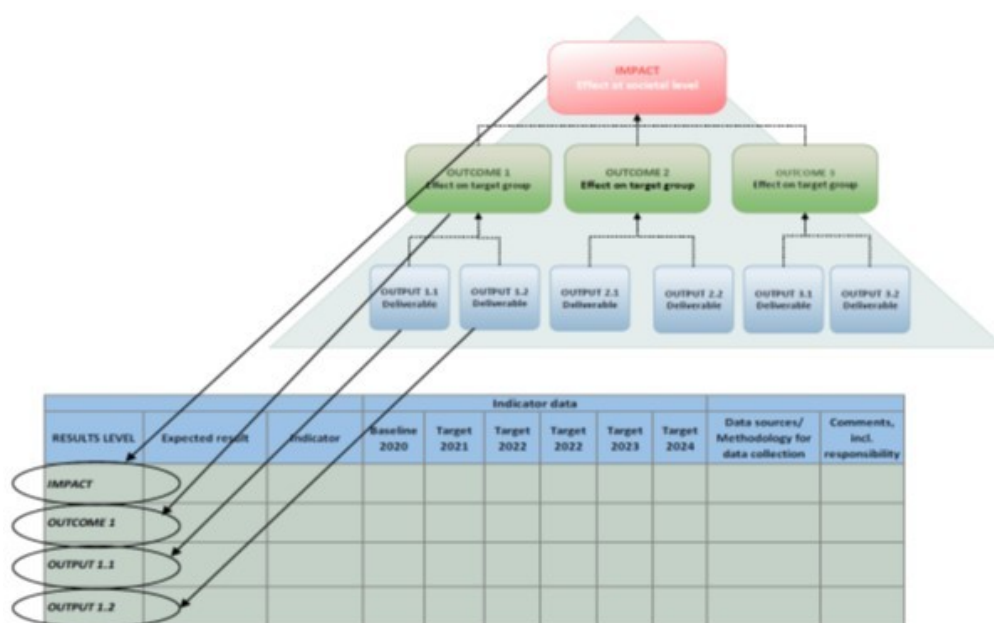 IMPACT
Effect at societal level
OUTCOME 1
Effect on target group
OUTCOME 2
Effect on target group
OUTCOME 3
Effect on target group
OUTPUT 1.1
Deliverable
OUTPUT 1.2
Deliverable
OUTPUT 2.1
Deliverable
OUTPUT 2.2
Deliverable
OUTPUT 3.1
Deliverable
OUTPUT 3.2
Deliverable
Indicator data
RESULTS LEVEL
Expected result
Indicator
Baseline
2020
Target
2021
Target
2022
Target
2022
Target
2023
Target
2024
Data sources/
Methodology for
data collection
Comments,
incl.
responsibility
IMPACT
OUTCOME 1
OUTPUT 1.1
OUTPUT 1.2